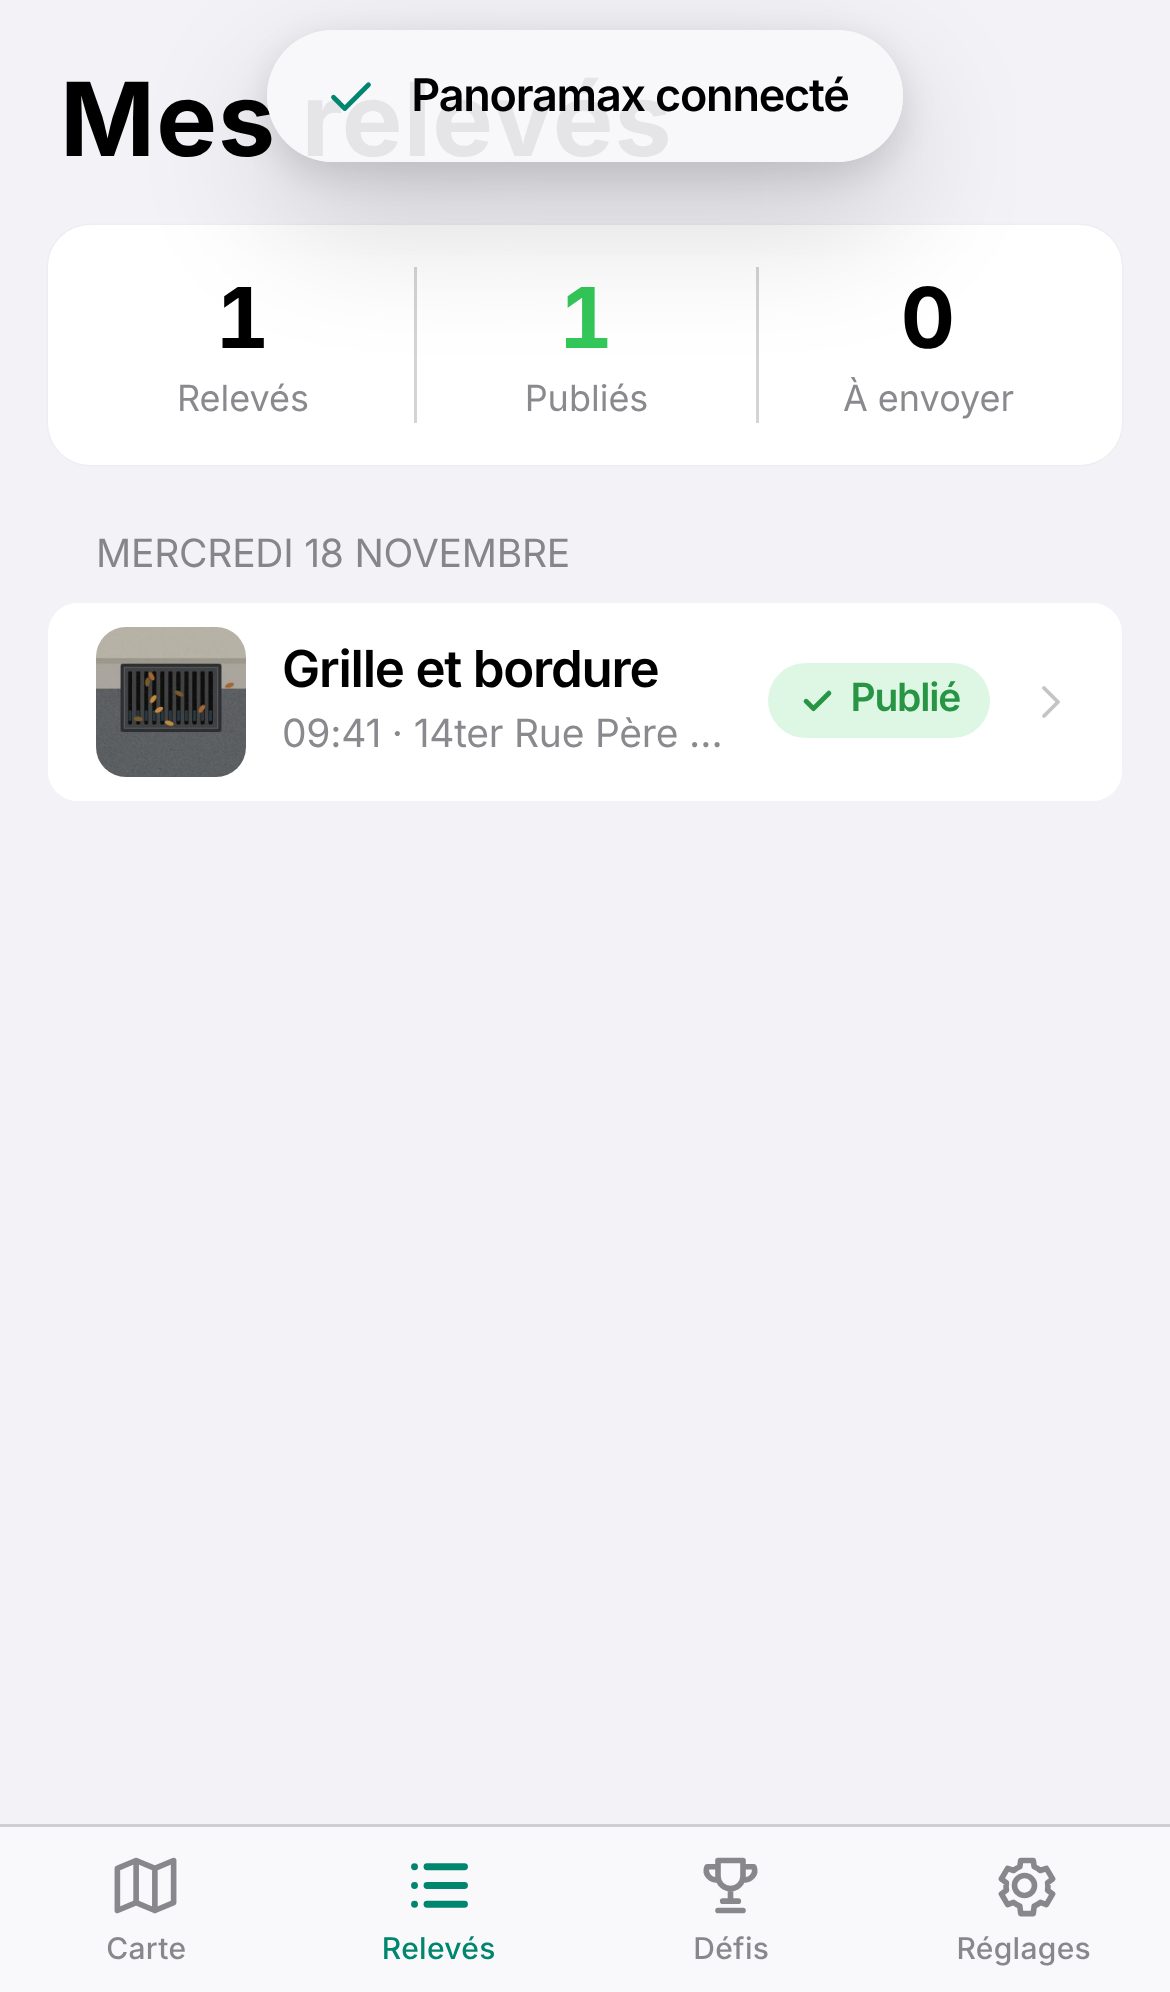 Panoramax connecté
Mes relevés
1
Relevés
1
Publiés
0
À envoyer
MERCREDI 18 NOVEMBRE
Grille et bordure
09:41 · 14ter Rue Père ...
Publié
Carte
Relevés
Défis
Réglages